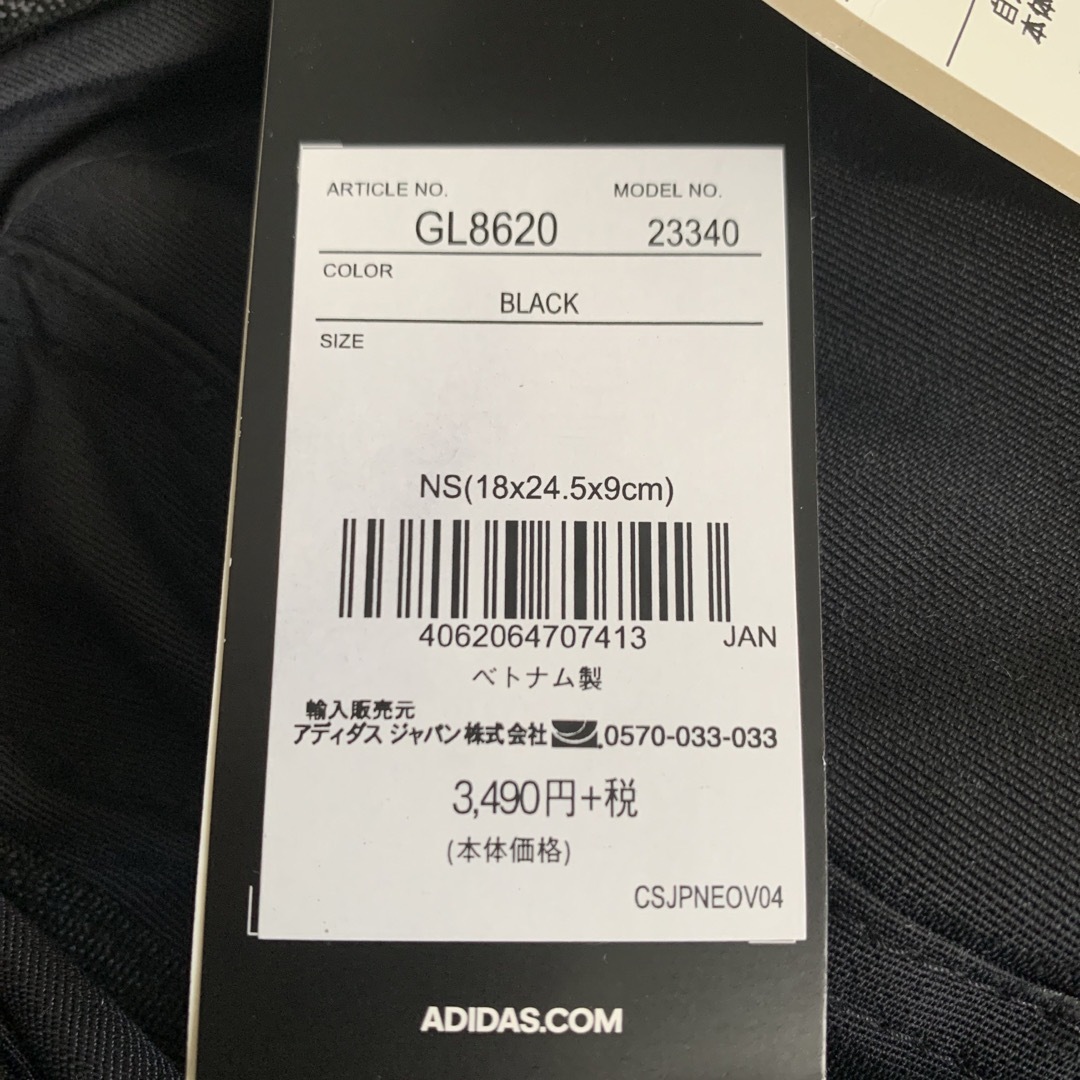 ARTICLE NO. MODEL NO.
GL8620 23340
COLOR
BLACK
SIZE
NS(18x24.5x9cm)
4062064707413 JAN
ベトナム製
輸入販売元
アディダス ジャパン株式会社 0570-033-033
3,490円+税
(本体価格)
CSJPNEOV04
ADIDAS.COM
本体